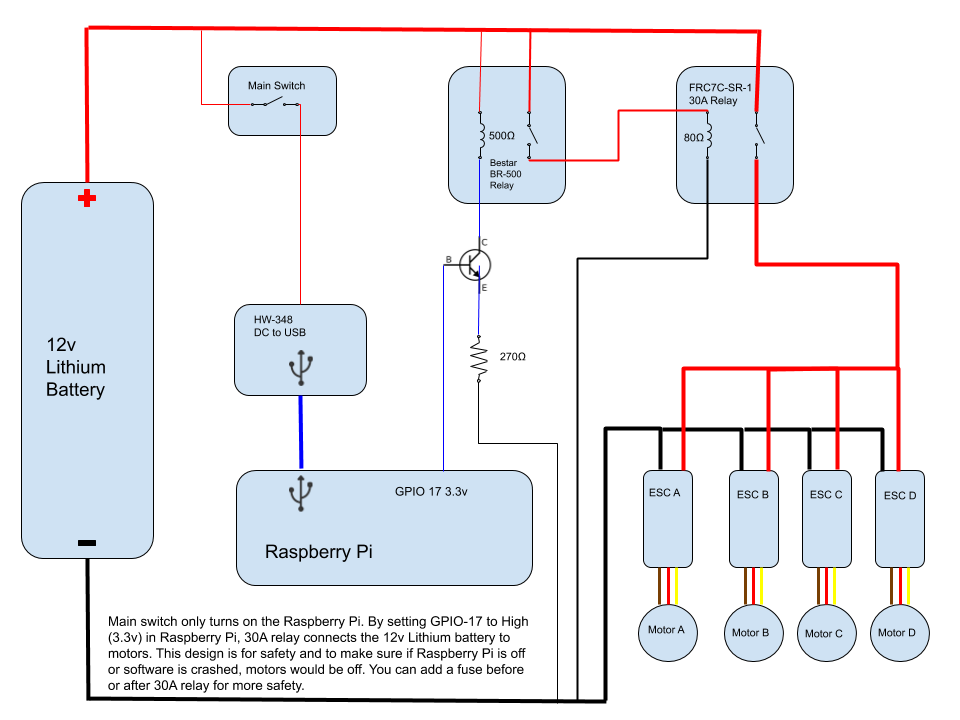 Main Switch
FRC7C-SR-1
30A Relay
500Ω
80Ω
Bestar
BR-500
Relay
+
C
B
E
HW-348
DC to USB
12v
Lithium
Battery
270Ω
-
GPIO 17 3.3v
Raspberry Pi
ESC A
ESC B
ESC C
ESC D
Motor A
Motor B
Motor C
Motor D
Main switch only turns on the Raspberry Pi. By setting GPIO-17 to High
(3.3v) in Raspberry Pi, 30A relay connects the 12v Lithium battery to
motors. This design is for safety and to make sure if Raspberry Pi is off
or software is crashed, motors would be off. You can add a fuse before
or after 30A relay for more safety.